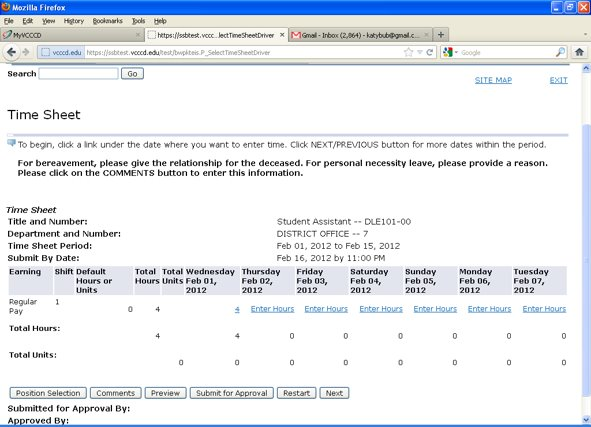 Mozilla Firefox
File Edit View History Bookmarks Tools Help
MyVCCCD
https://ssbtest.vccc...lectTimeSheetDriver
Gmail - Inbox (2,864) - katybub@gmail.c...
vcccd.edu https://ssbtest.vcccd.edu/test/bwpkteis.P_SelectTimeSheetDriver
Google
Search Go
SITE MAP EXIT
Time Sheet
To begin, click a link under the date where you want to enter time. Click NEXT/PREVIOUS button for more dates within the period.
For bereavement, please give the relationship for the deceased. For personal necessity leave, please provide a reason.
Please click on the COMMENTS button to enter this information.
Time Sheet
Title and Number: Student Assistant -- DLE101-00
Department and Number: DISTRICT OFFICE -- 7
Time Sheet Period: Feb 01, 2012 to Feb 15, 2012
Submit By Date: Feb 16, 2012 by 11:00 PM
Earning Shift Default Total Total Wednesday Thursday Friday Saturday Sunday Monday Tuesday
Hours or Hours Units Feb 01, Feb 02, Feb 03, Feb 04, Feb 05, Feb 06, Feb 07,
Units 2012 2012 2012 2012 2012 2012 2012
Regular 1
Pay 0 4 4 Enter Hours Enter Hours Enter Hours Enter Hours Enter Hours Enter Hours
Total Hours:
4 4 0 0 0 0 0 0
Total Units:
0 0 0 0 0 0 0 0
Position Selection Comments Preview Submit for Approval Restart Next
Submitted for Approval By:
Approved By: